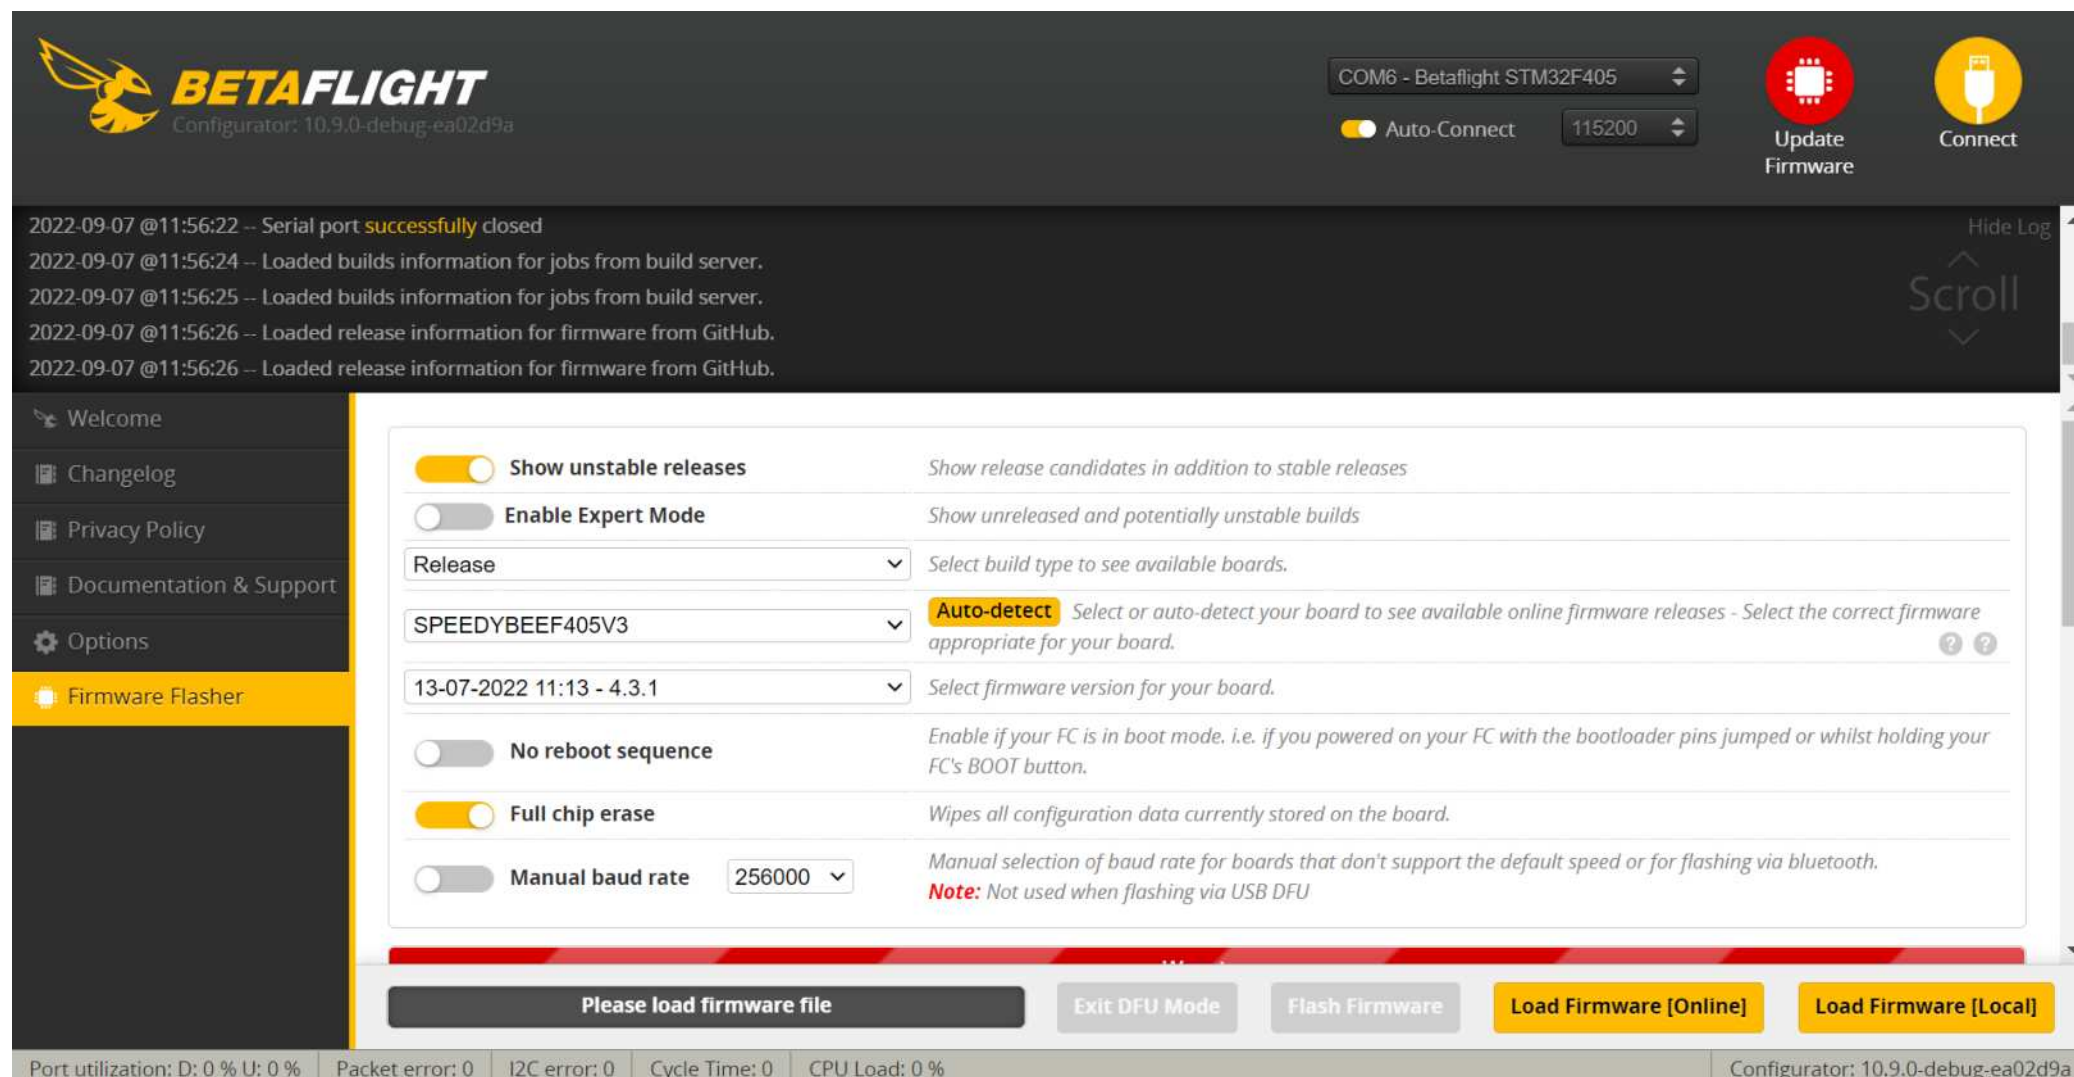 BETAFLIGHT
Configurator: 10.9.0-debug-ea02d9a
COM6 - Betaflight STM32F405
Auto-Connect
115200
Update
Firmware
Connect
2022-09-07 @11:56:22 -- Serial port successfully closed
2022-09-07 @11:56:24 -- Loaded builds information for jobs from build server.
2022-09-07 @11:56:25 -- Loaded builds information for jobs from build server.
2022-09-07 @11:56:26 -- Loaded release information for firmware from GitHub.
2022-09-07 @11:56:26 -- Loaded release information for firmware from GitHub.
Hide Log
Scroll
Welcome
Changelog
Privacy Policy
Documentation & Support
Options
Firmware Flasher
Show unstable releases
Show release candidates in addition to stable releases
Enable Expert Mode
Show unreleased and potentially unstable builds
Release
Select build type to see available boards.
SPEEDYBEEF405V3
Auto-detect Select or auto-detect your board to see available online firmware releases - Select the correct firmware
appropriate for your board.
? ?
13-07-2022 11:13 - 4.3.1
Select firmware version for your board.
No reboot sequence
Enable if your FC is in boot mode. i.e. if you powered on your FC with the bootloader pins jumped or whilst holding your
FC's BOOT button.
Full chip erase
Wipes all configuration data currently stored on the board.
Manual baud rate
256000
Manual selection of baud rate for boards that don't support the default speed or for flashing via bluetooth.
Note: Not used when flashing via USB DFU
Please load firmware file
Exit DFU Mode
Flash Firmware
Load Firmware [Online]
Load Firmware [Local]
Port utilization: D: 0 % U: 0 %
Packet error: 0
I2C error: 0
Cycle Time: 0
CPU Load: 0 %
Configurator: 10.9.0-debug-ea02d9a